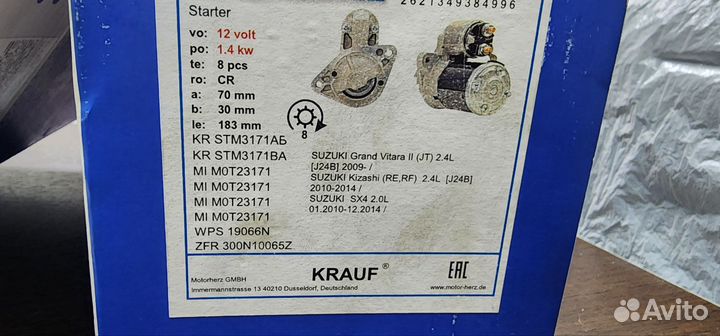 2621349384996
Starter
vo: 12 volt
po: 1.4 kw
te: 8 pcs
ro: CR
a: 70 mm
b: 30 mm
le: 183 mm
8
KR STM3171АБ
KR STM3171BA
MI M0T23171
MI M0T23171
MI M0T23171
MI M0T23171
WPS 19066N
ZFR 300N10065Z
SUZUKI Grand Vitara II (JT) 2.4L
[J24B] 2009- /
SUZUKI Kizashi (RE,RF) 2.4L [J24B]
2010-2014 /
SUZUKI SX4 2.0L
01.2010-12.2014 /
Motorherz GMBH
Immermannstrasse 13 40210 Dusseldorf, Deutschland
KRAUF ®
EAC
www.motor-herz.de
Avito